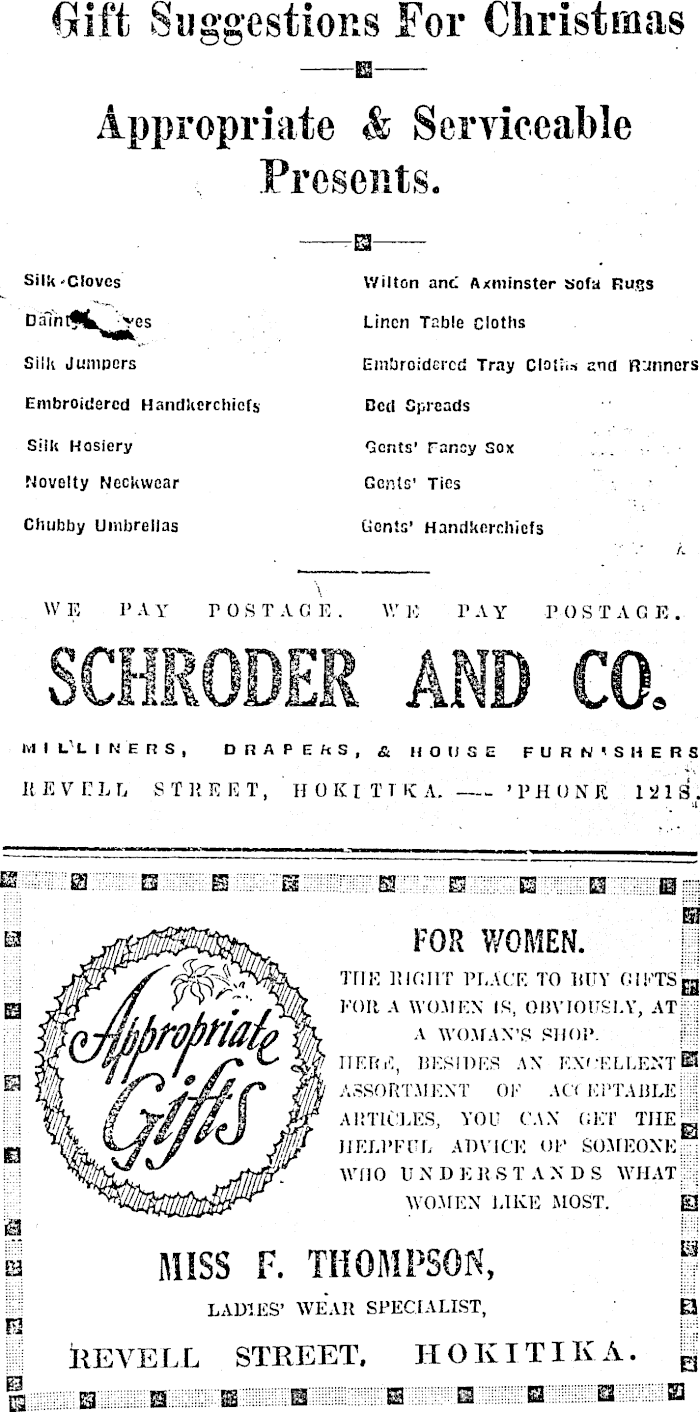 Gift Suggestions For Christmas
Appropriate & Serviceable
Presents.
Silk Gloves
Dainty
Silk Jumpers
Embroidered Handkerchiefs
Silk Hosiery
Novelty Neckwear
Chubby Umbrellas
Wilton and Axminster Sofa Rugs
Linen Table Cloths
Embroidered Tray Cloths and Runners
Bed Spreads
Gents' Fancy Sox
Gents' Ties
Gents' Handkerchiefs
WE PAY POSTAGE. WE PAY POSTAGE.
SCHRODER AND CO.
MILLINERS, DRAPERS, & HOUSE FURNISHERS
REVELL STREET, HOKITIKA. —— 'PHONE 121S.
Appropriate
Gifts
FOR WOMEN.
THE RIGHT PLACE TO BUY GIFTS
FOR A WOMEN IS, OBVIOUSLY, AT
A WOMAN'S SHOP.
HERE, BESIDES AN EXCELLENT
ASSORTMENT OF ACCEPTABLE
ARTICLES, YOU CAN GET THE
HELPFUL ADVICE OF SOMEONE
WHO UNDERSTANDS WHAT
WOMEN LIKE MOST.
MISS F. THOMPSON,
LADIES' WEAR SPECIALIST,
REVELL STREET, HOKITIKA.